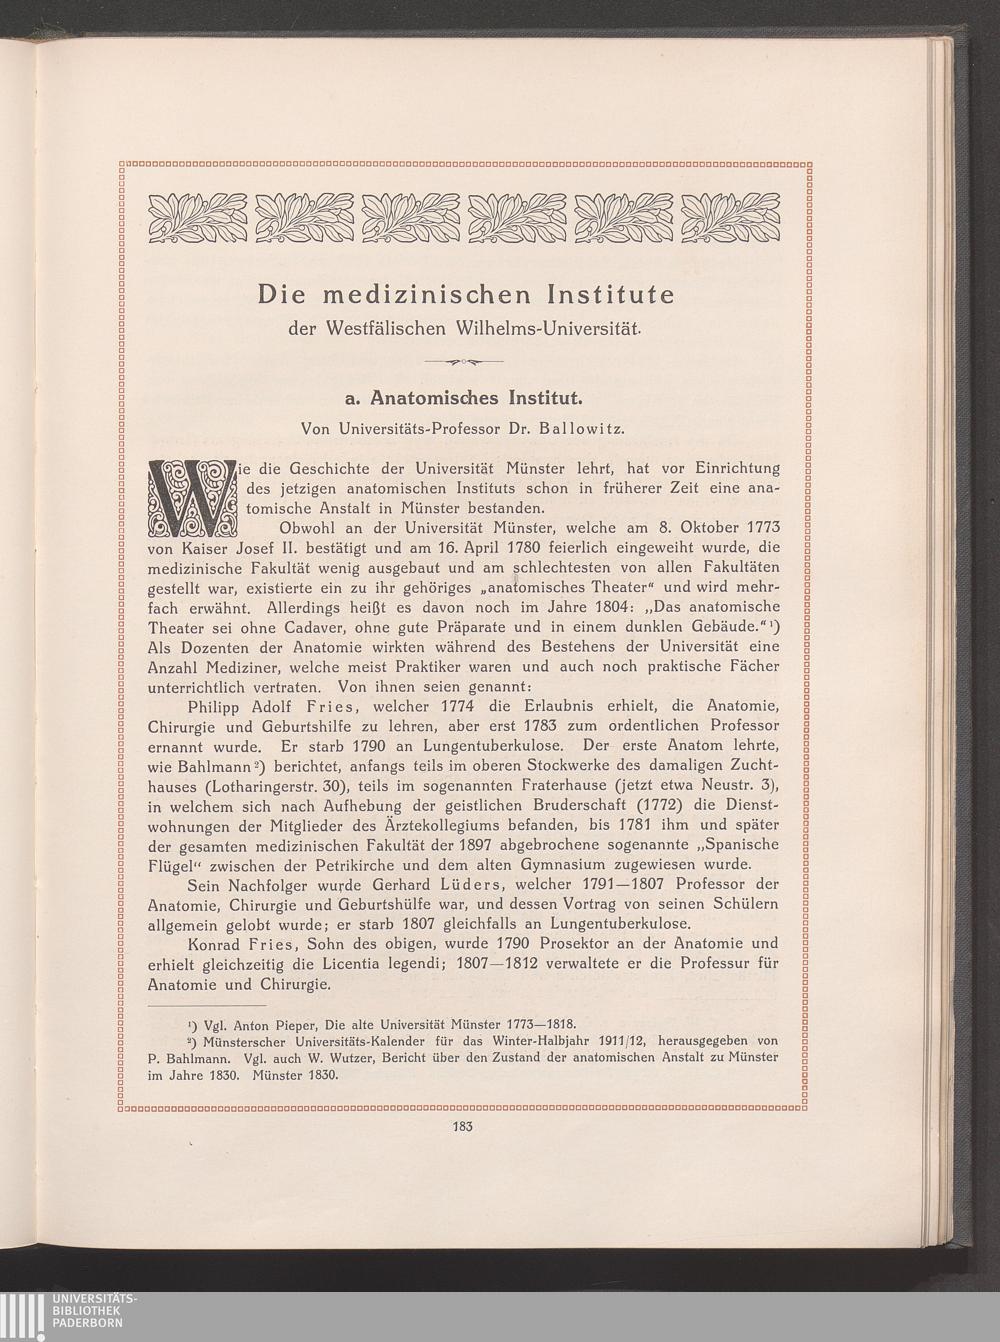 Die medizinischen Institute
der Westfälischen Wilhelms-Universität.
a. Anatomisches Institut.
Von Universitäts-Professor Dr. Ballowitz.
Wie die Geschichte der Universität Münster lehrt, hat vor Einrichtung
des jetzigen anatomischen Instituts schon in früherer Zeit eine ana-
tomische Anstalt in Münster bestanden.
Obwohl an der Universität Münster, welche am 8. Oktober 1773
von Kaiser Josef II. bestätigt und am 16. April 1780 feierlich eingeweiht wurde, die
medizinische Fakultät wenig ausgebaut und am schlechtesten von allen Fakultäten
gestellt war, existierte ein zu ihr gehöriges „anatomisches Theater“ und wird mehr-
fach erwähnt. Allerdings heißt es davon noch im Jahre 1804: „Das anatomische
Theater sei ohne Cadaver, ohne gute Präparate und in einem dunklen Gebäude.“ ¹)
Als Dozenten der Anatomie wirkten während des Bestehens der Universität eine
Anzahl Mediziner, welche meist Praktiker waren und auch noch praktische Fächer
unterrichtlich vertraten. Von ihnen seien genannt:
Philipp Adolf Fries, welcher 1774 die Erlaubnis erhielt, die Anatomie,
Chirurgie und Geburtshilfe zu lehren, aber erst 1783 zum ordentlichen Professor
ernannt wurde. Er starb 1790 an Lungentuberkulose. Der erste Anatom lehrte,
wie Bahlmann ²) berichtet, anfangs teils im oberen Stockwerke des damaligen Zucht-
hauses (Lotharingerstr. 30), teils im sogenannten Fraterhause (jetzt etwa Neustr. 3),
in welchem sich nach Aufhebung der geistlichen Bruderschaft (1772) die Dienst-
wohnungen der Mitglieder des Ärztekollegiums befanden, bis 1781 ihm und später
der gesamten medizinischen Fakultät der 1897 abgebrochene sogenannte „Spanische
Flügel“ zwischen der Petrikirche und dem alten Gymnasium zugewiesen wurde.
Sein Nachfolger wurde Gerhard Lüders, welcher 1791—1807 Professor der
Anatomie, Chirurgie und Geburtshülfe war, und dessen Vortrag von seinen Schülern
allgemein gelobt wurde; er starb 1807 gleichfalls an Lungentuberkulose.
Konrad Fries, Sohn des obigen, wurde 1790 Prosektor an der Anatomie und
erhielt gleichzeitig die Licentia legendi; 1807—1812 verwaltete er die Professur für
Anatomie und Chirurgie.
¹) Vgl. Anton Pieper, Die alte Universität Münster 1773—1818.
²) Münsterscher Universitäts-Kalender für das Winter-Halbjahr 1911/12, herausgegeben von
P. Bahlmann. Vgl. auch W. Wutzer, Bericht über den Zustand der anatomischen Anstalt zu Münster
im Jahre 1830. Münster 1830.
183
UNIVERSITÄTS-
BIBLIOTHEK
PADERBORN